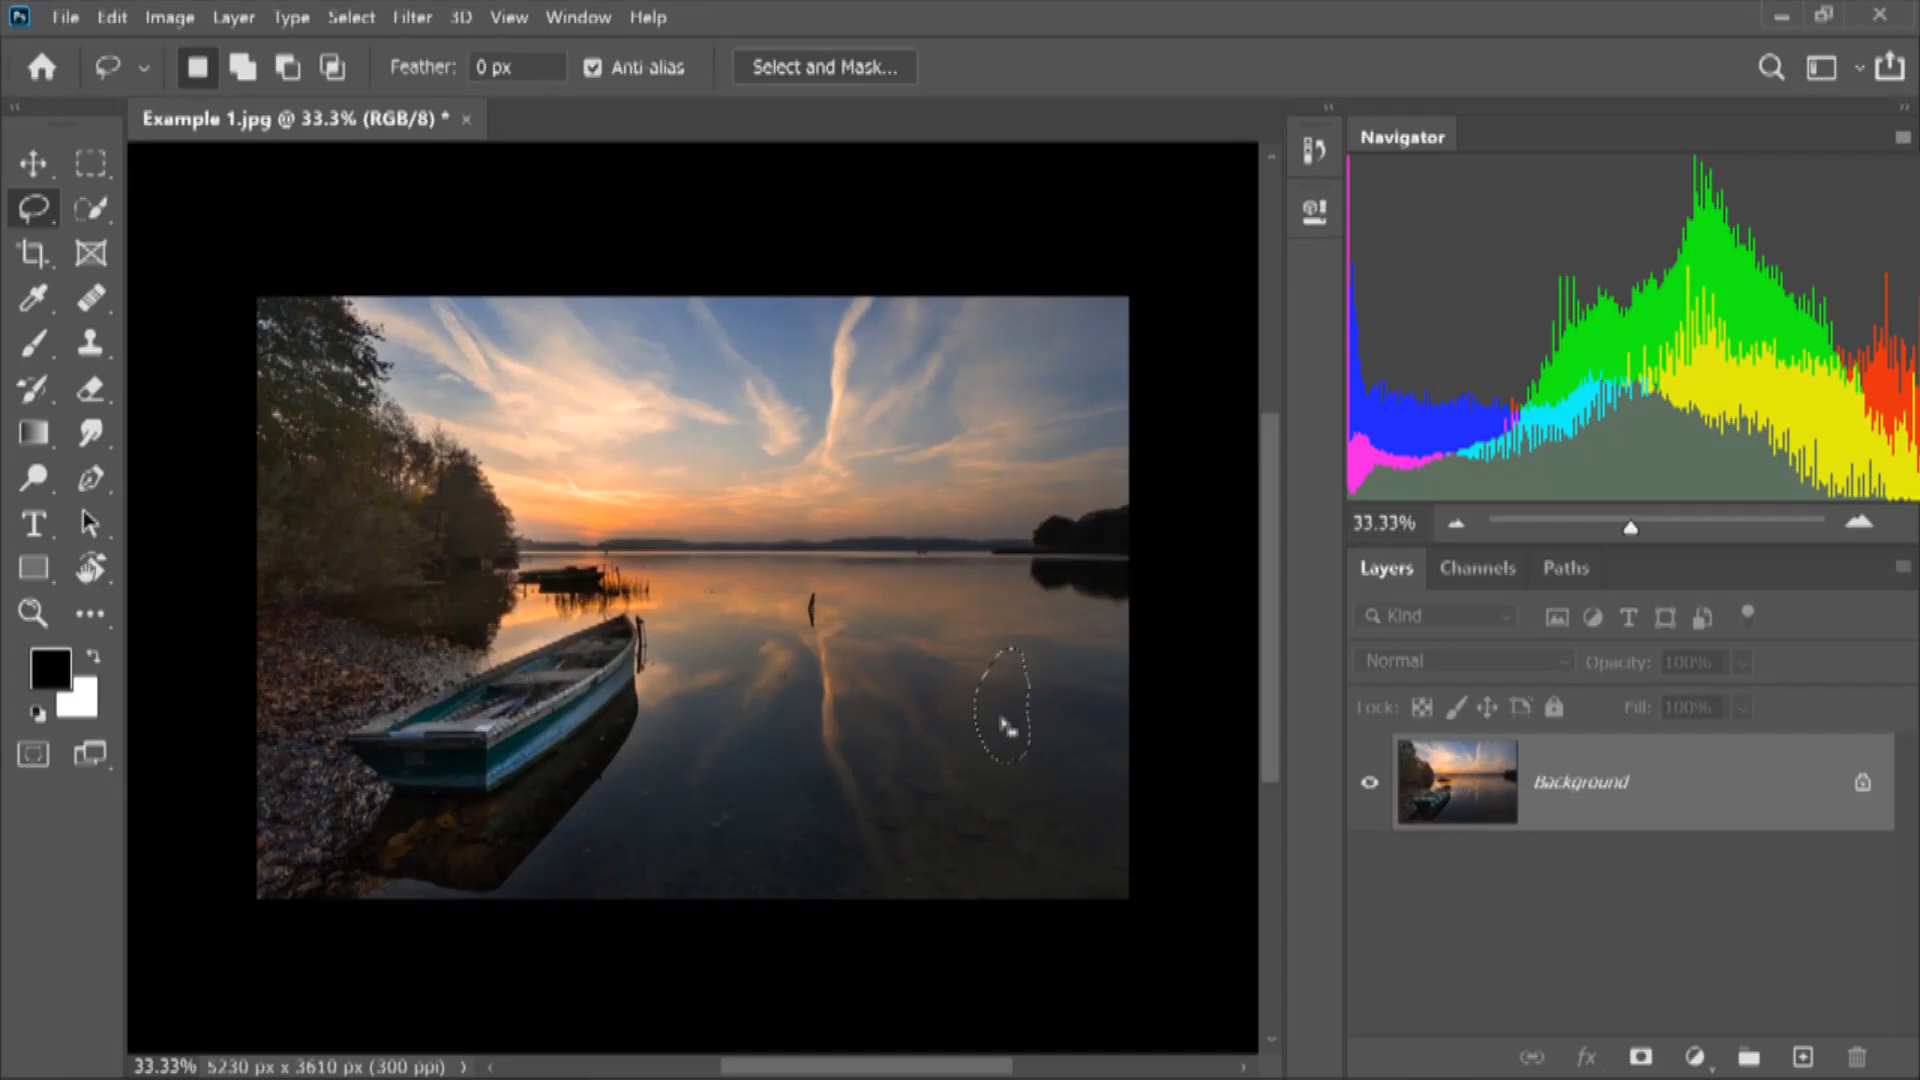 Ps File Edit Image Layer Type Select Filter 3D View Window Help
Feather: 0 px Anti-alias Select and Mask...
Example 1.jpg @ 33.3% (RGB/8) * ×
Navigator
33.33%
Layers Channels Paths
Kind
Normal Opacity: 100%
Lock: Fill: 100%
Background
fx
33.33% 5230 px x 3610 px (300 ppi)